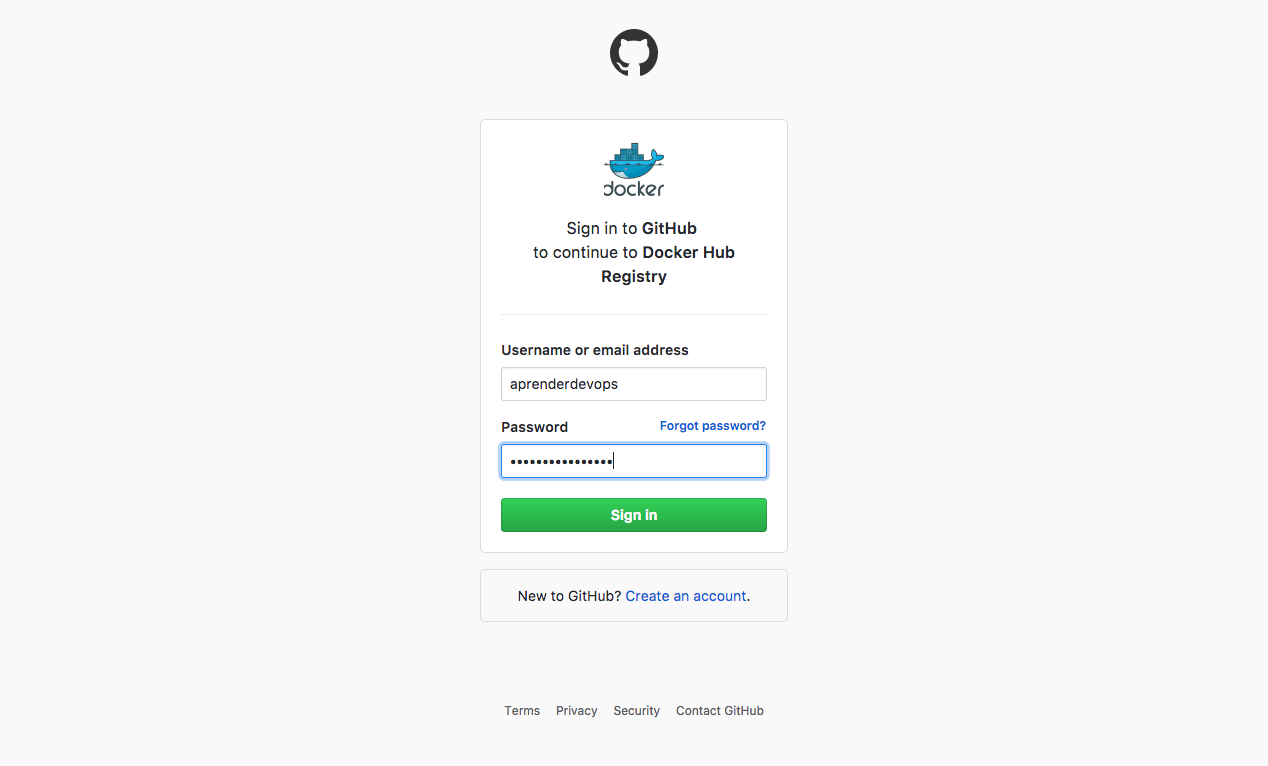 docker
Sign in to GitHub
to continue to Docker Hub
Registry
Username or email address
aprenderdevops
Password Forgot password?
••••••••••••••••
Sign in
New to GitHub? Create an account.
Terms Privacy Security Contact GitHub